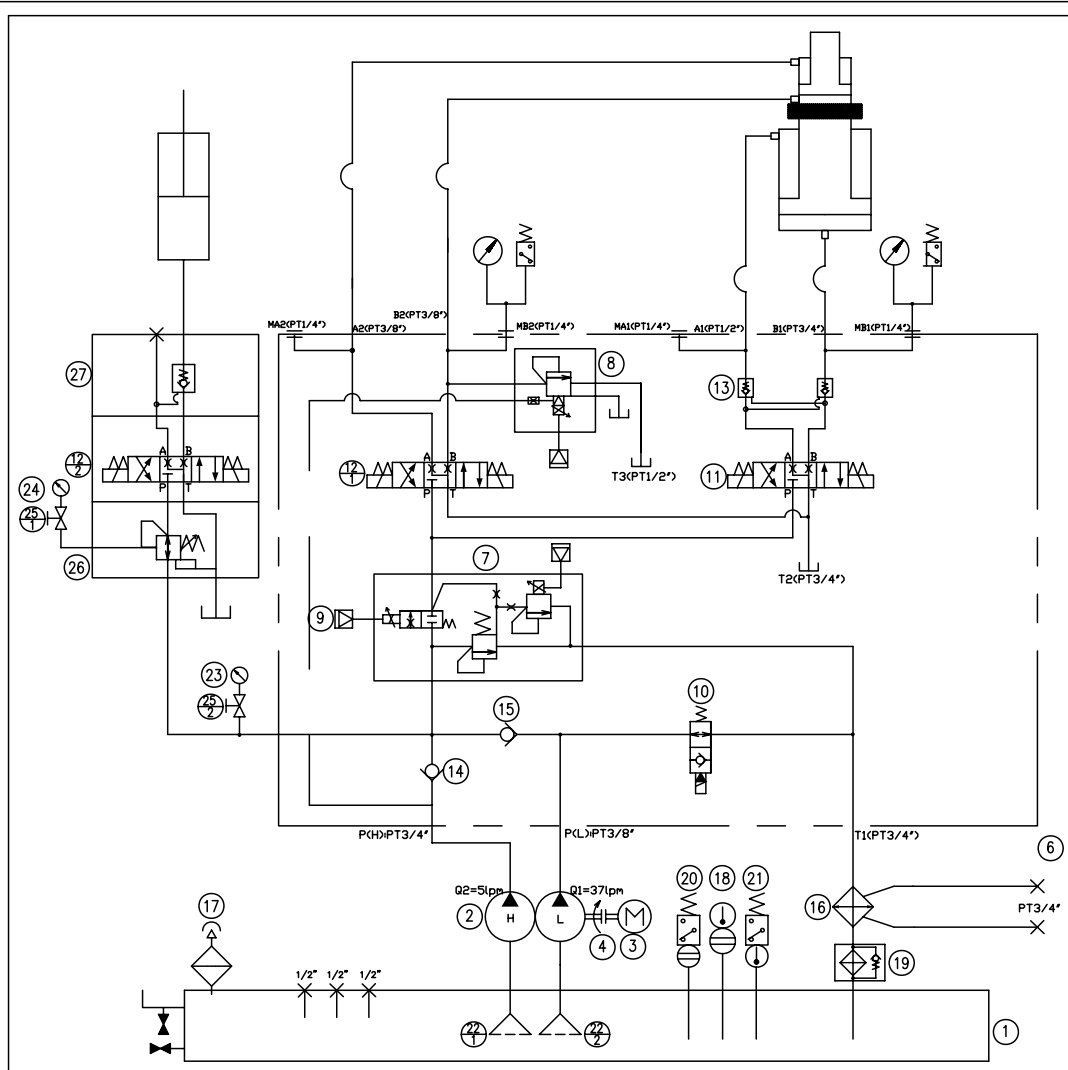 B2(PT3/8")
MA2(PT1/4")
A2(PT3/8")
MB2(PT1/4")
MA1(PT1/4")
A1(PT1/2")
B1(PT3/4")
MB1(PT1/4")
27
8
13
A B
P T
12
2
24
25
1
26
A B
P T
12
1
T3(PT1/2")
A B
P T
11
7
T2(PT3/4")
9
23
25
2
10
15
14
P(H):PT3/4"
P(L):PT3/8"
T1(PT3/4")
6
Q2=5lpm
Q1=37lpm
20
18
21
17
2
H
L
M
4
3
16
PT3/4"
19
1/2"
1/2"
1/2"
22
1
22
2
1